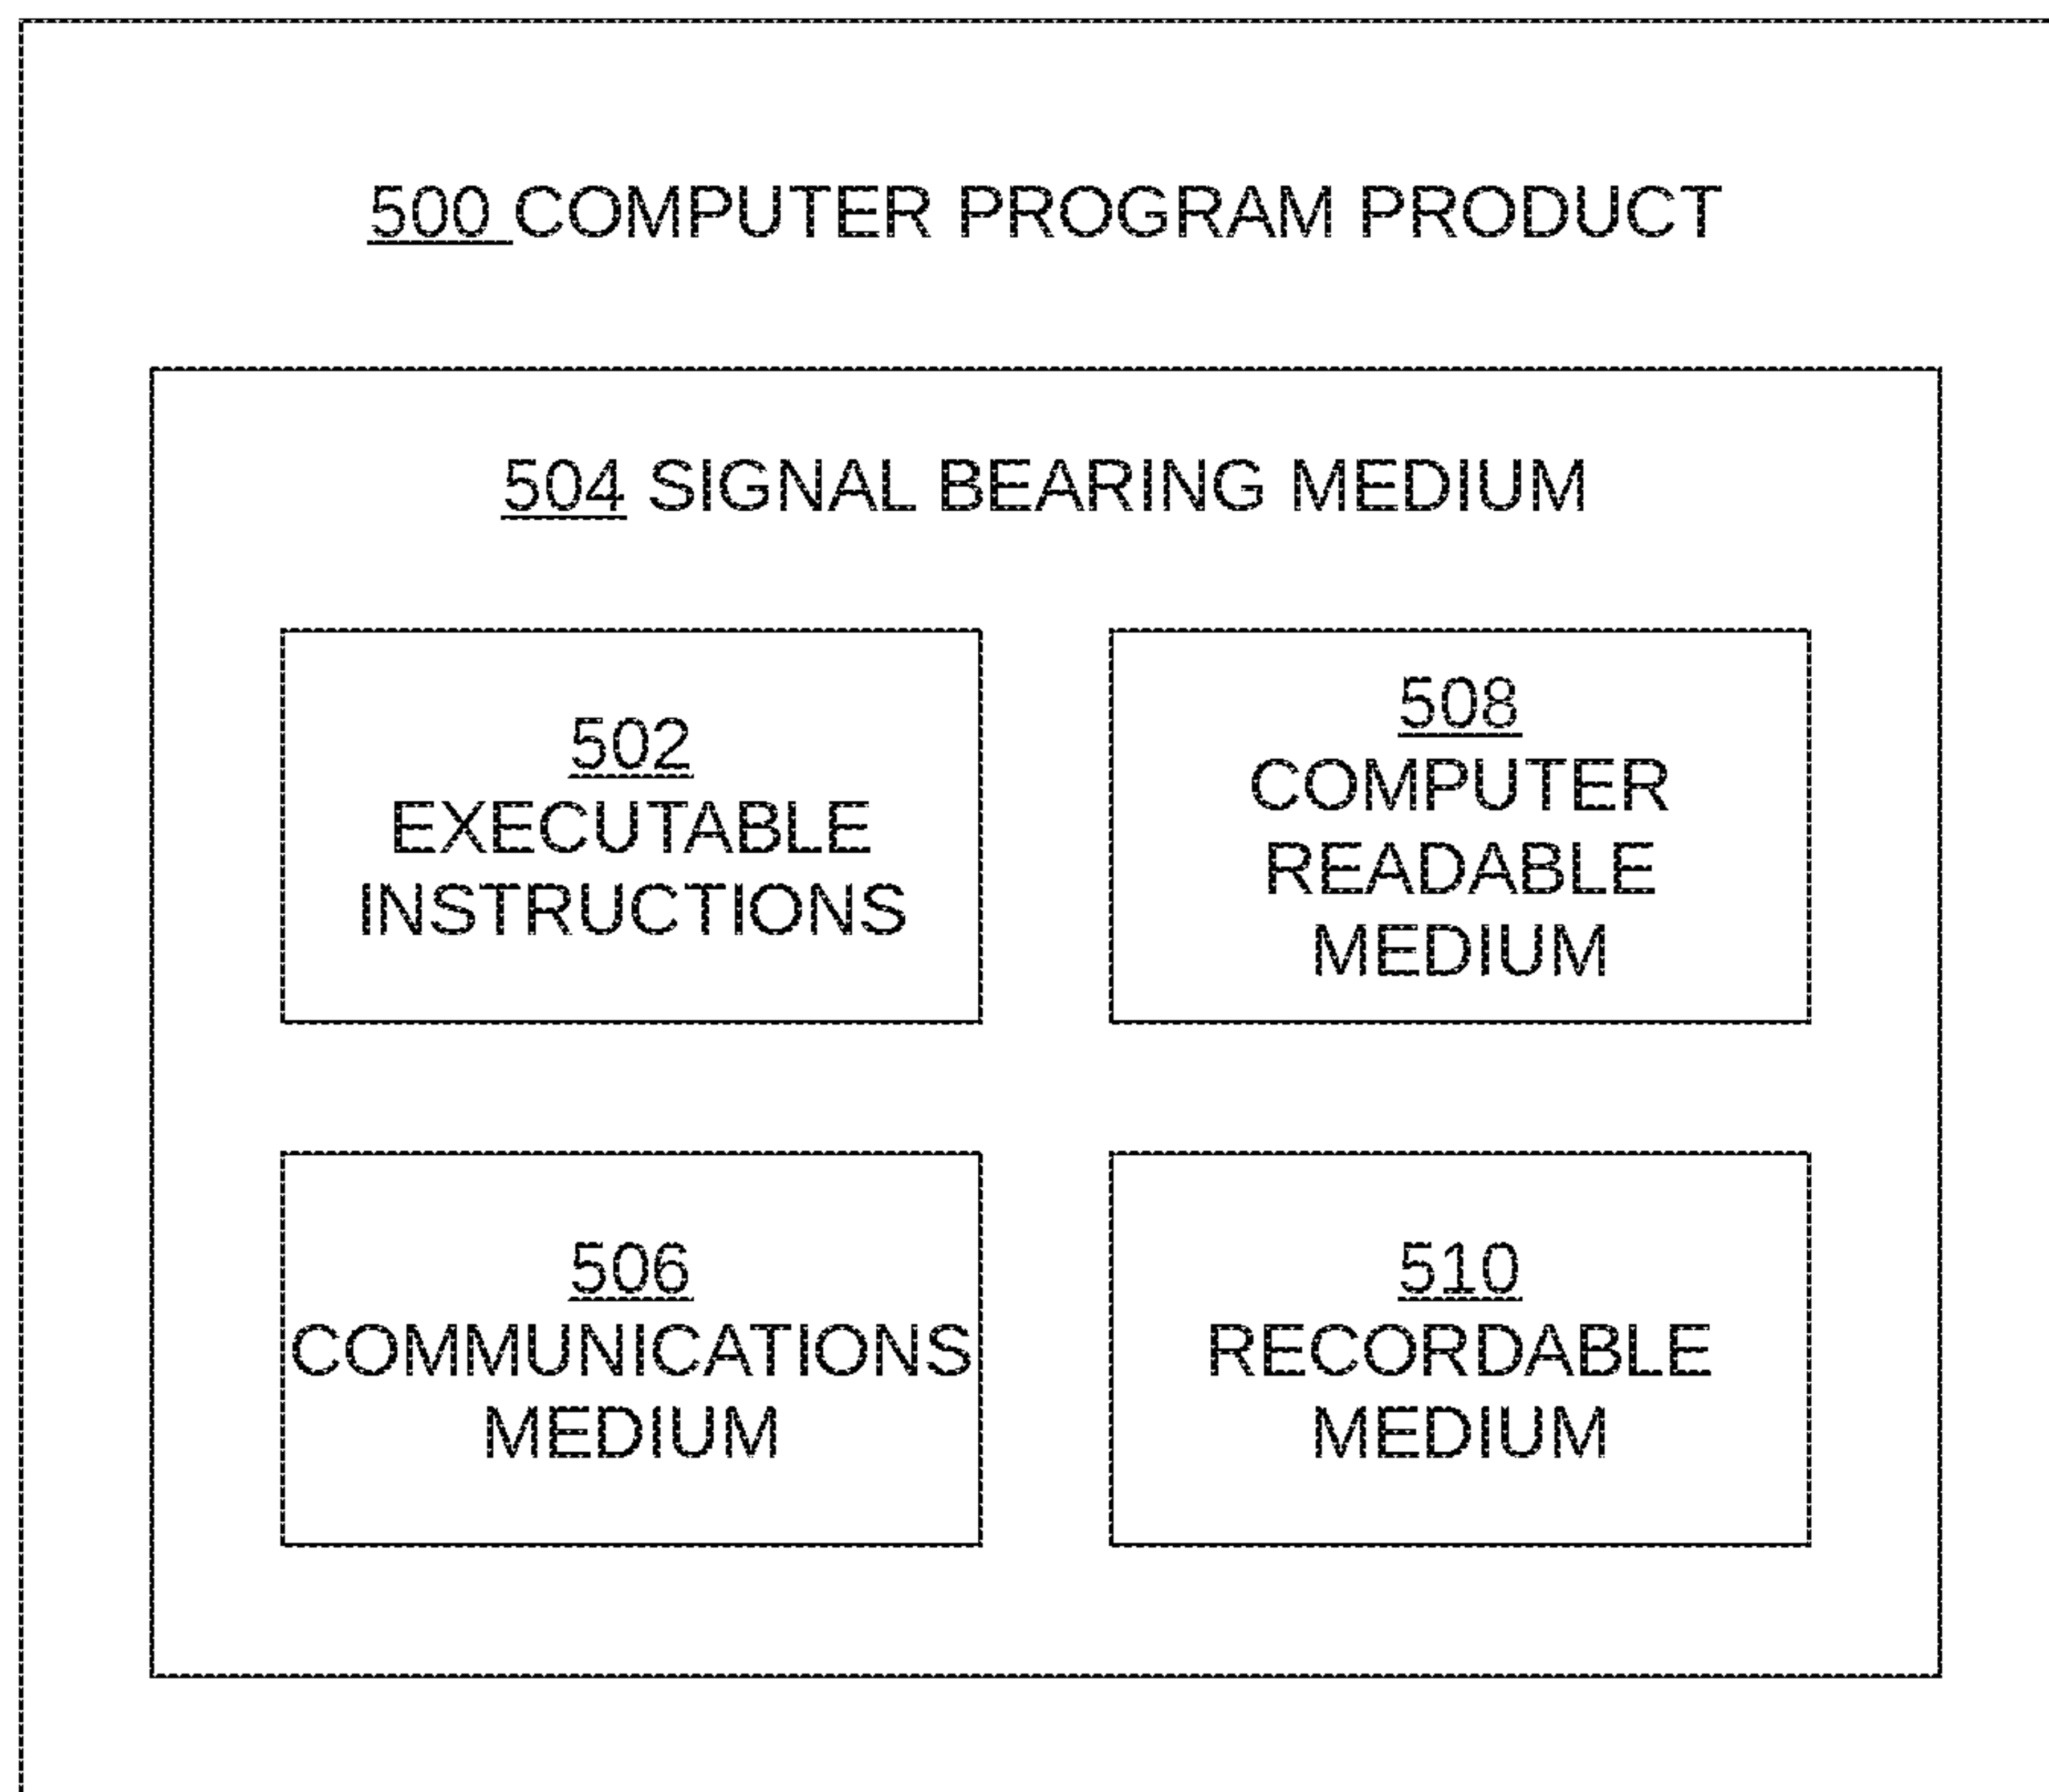 500 COMPUTER PROGRAM PRODUCT
504 SIGNAL BEARING MEDIUM
502
EXECUTABLE
INSTRUCTIONS
508
COMPUTER
READABLE
MEDIUM
506
COMMUNICATIONS
MEDIUM
510
RECORDABLE
MEDIUM